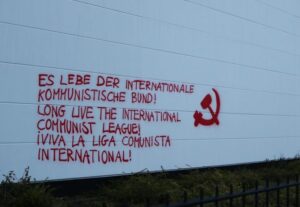 ES LEBE DER INTERNATIONALE
KOMMUNISTISCHE BUND!
LONG LIVE THE INTERNATIONAL
COMMUNIST LEAGUE!
¡VIVA LA LIGA COMUNISTA
INTERNATIONAL!